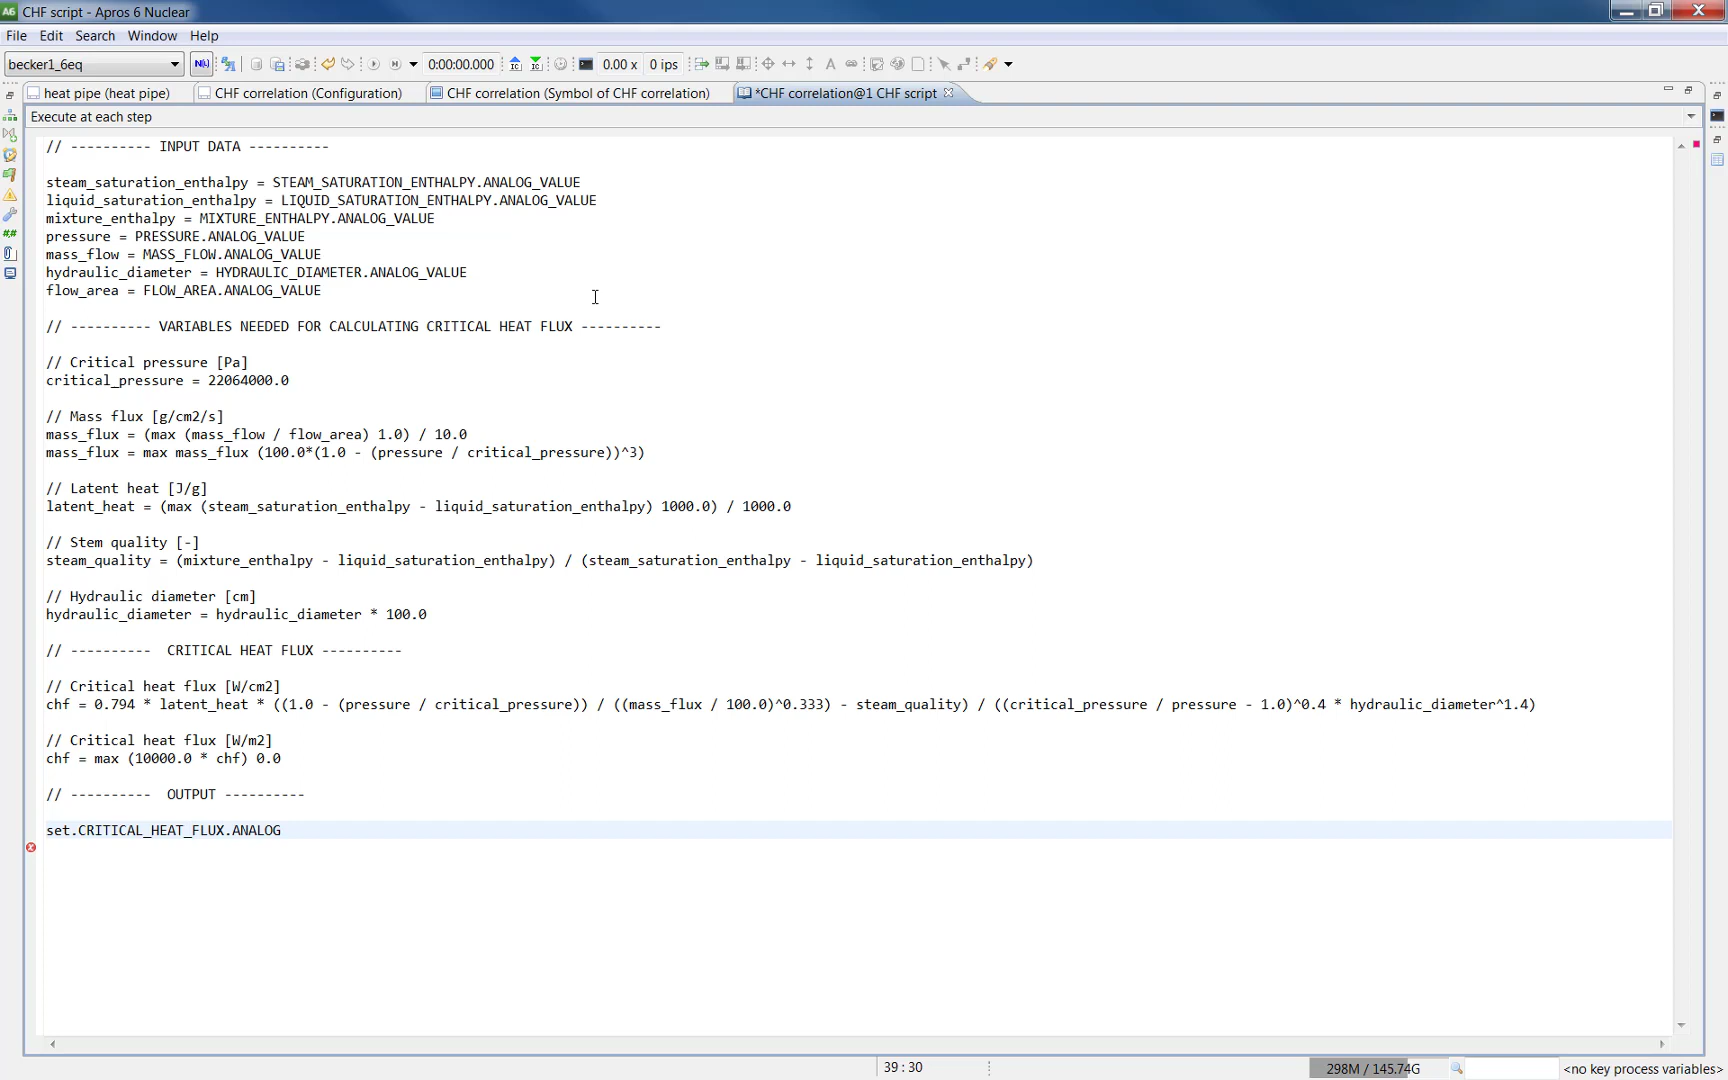 A6 CHF script - Apros 6 Nuclear
File Edit Search Window Help
becker1_6eq N(t) 0:00:00.000 IC IC 0.00 x 0 ips A
heat pipe (heat pipe) CHF correlation (Configuration) CHF correlation (Symbol of CHF correlation) *CHF correlation@1 CHF script
Execute at each step
// ---------- INPUT DATA ----------
steam_saturation_enthalpy = STEAM_SATURATION_ENTHALPY.ANALOG_VALUE
liquid_saturation_enthalpy = LIQUID_SATURATION_ENTHALPY.ANALOG_VALUE
mixture_enthalpy = MIXTURE_ENTHALPY.ANALOG_VALUE
pressure = PRESSURE.ANALOG_VALUE
mass_flow = MASS_FLOW.ANALOG_VALUE
hydraulic_diameter = HYDRAULIC_DIAMETER.ANALOG_VALUE
flow_area = FLOW_AREA.ANALOG_VALUE
// ---------- VARIABLES NEEDED FOR CALCULATING CRITICAL HEAT FLUX ----------
// Critical pressure [Pa]
critical_pressure = 22064000.0
// Mass flux [g/cm2/s]
mass_flux = (max (mass_flow / flow_area) 1.0) / 10.0
mass_flux = max mass_flux (100.0*(1.0 - (pressure / critical_pressure))^3)
// Latent heat [J/g]
latent_heat = (max (steam_saturation_enthalpy - liquid_saturation_enthalpy) 1000.0) / 1000.0
// Stem quality [-]
steam_quality = (mixture_enthalpy - liquid_saturation_enthalpy) / (steam_saturation_enthalpy - liquid_saturation_enthalpy)
// Hydraulic diameter [cm]
hydraulic_diameter = hydraulic_diameter * 100.0
// ----------  CRITICAL HEAT FLUX ----------
// Critical heat flux [W/cm2]
chf = 0.794 * latent_heat * ((1.0 - (pressure / critical_pressure)) / ((mass_flux / 100.0)^0.333) - steam_quality) / ((critical_pressure / pressure - 1.0)^0.4 * hydraulic_diameter^1.4)
// Critical heat flux [W/m2]
chf = max (10000.0 * chf) 0.0
// ----------  OUTPUT ----------
set.CRITICAL_HEAT_FLUX.ANALOG
39 : 30 298M / 145.74G <no key process variables>